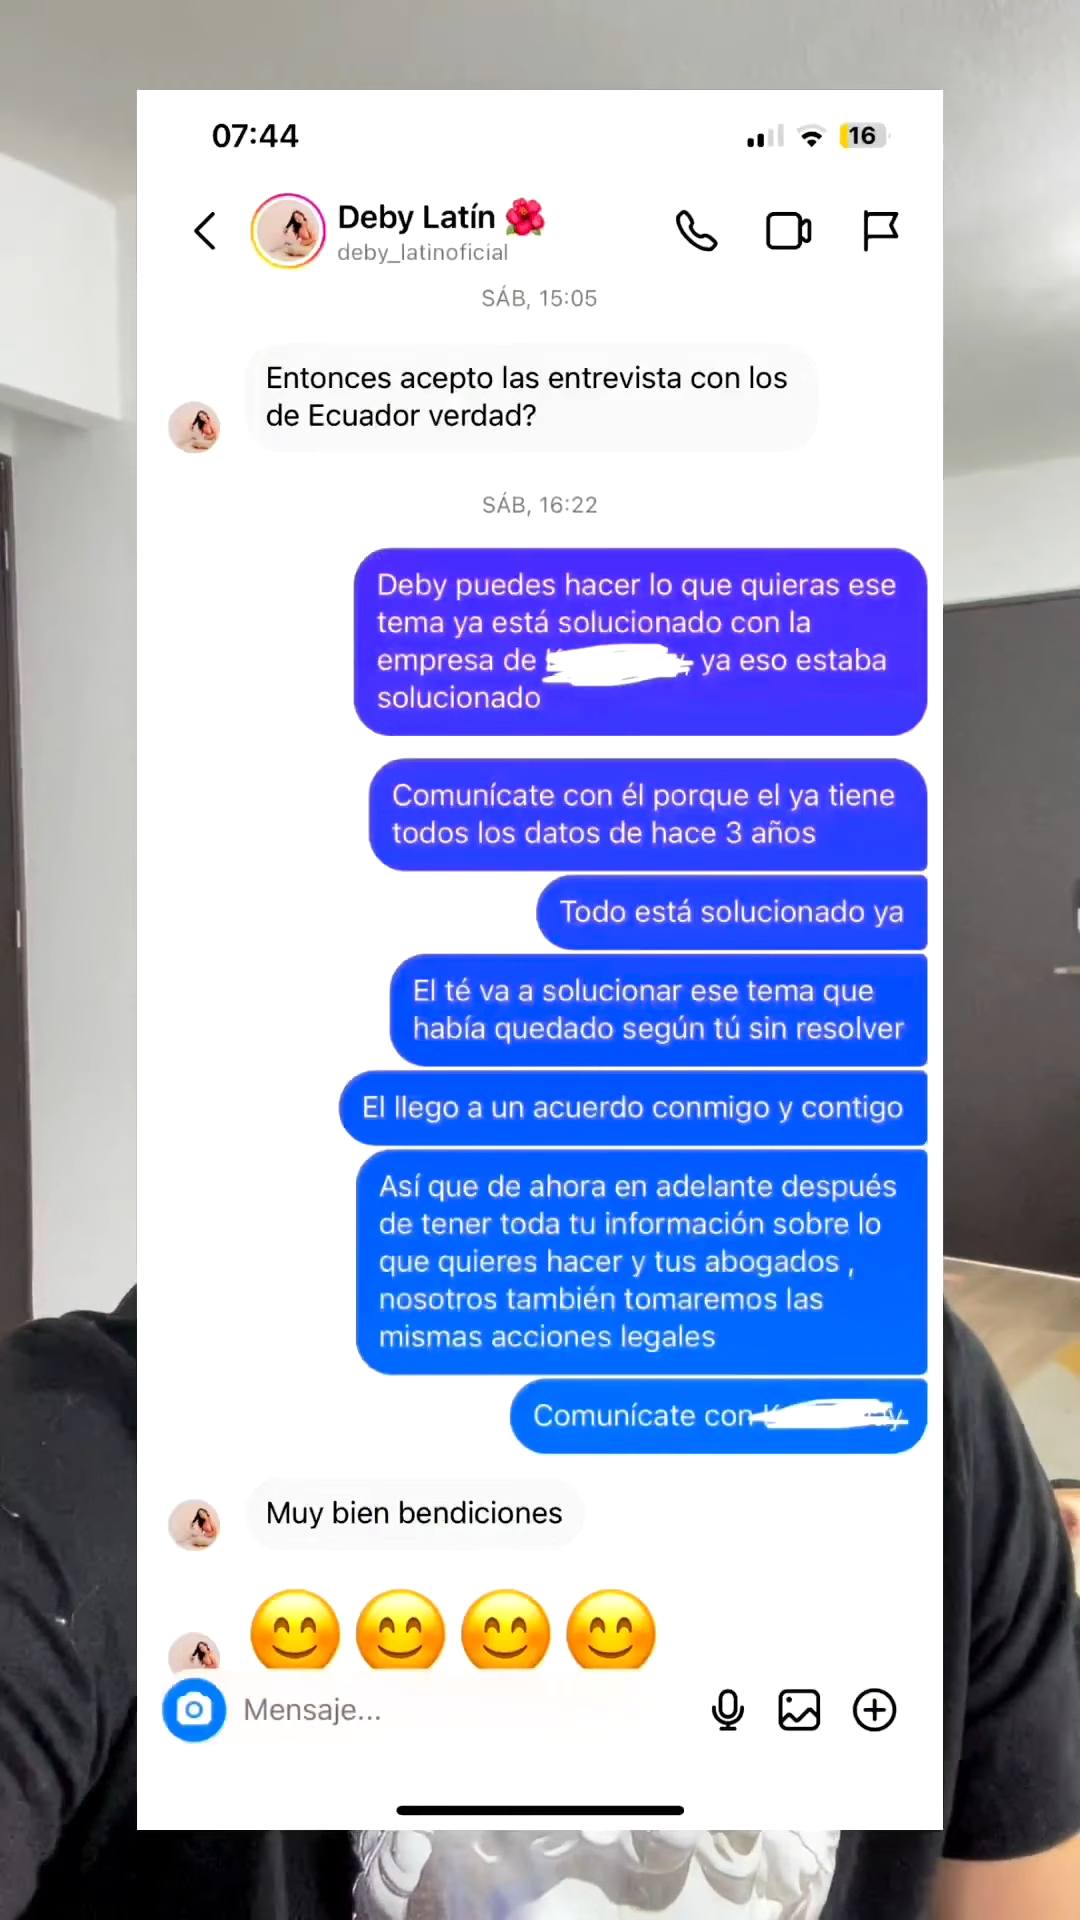 07:44
16
Deby Latín 🌺
deby_latinoficial
SÁB, 15:05
Entonces acepto las entrevista con los
de Ecuador verdad?
SÁB, 16:22
Deby puedes hacer lo que quieras ese
tema ya está solucionado con la
empresa de , ya eso estaba
solucionado
Comunícate con él porque el ya tiene
todos los datos de hace 3 años
Todo está solucionado ya
El té va a solucionar ese tema que
había quedado según tú sin resolver
El llego a un acuerdo conmigo y contigo
Así que de ahora en adelante después
de tener toda tu información sobre lo
que quieres hacer y tus abogados ,
nosotros también tomaremos las
mismas acciones legales
Comunícate con
Muy bien bendiciones
😊😊😊😊
Mensaje...